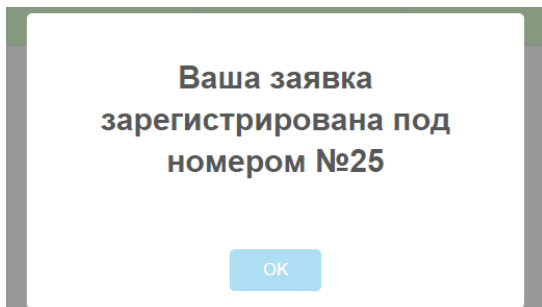 Ваша заявка
зарегистрирована под
номером №25
OK